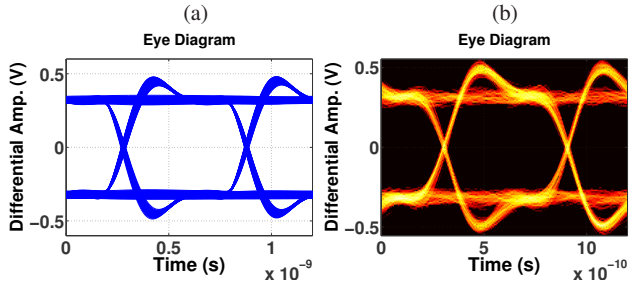 (a)
Eye Diagram
Differential Amp. (V)
0.5
0
−0.5
0
0.5
1
Time (s)
x 10⁻⁹
(b)
Eye Diagram
Differential Amp. (V)
0.5
0
-0.5
0
5
10
Time (s)
x 10⁻¹⁰